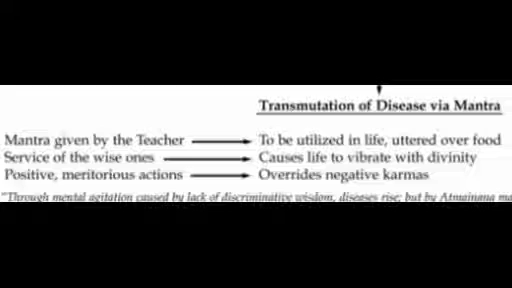 Transmutation of Disease via Mantra
Mantra given by the Teacher To be utilized in life, uttered over food
Service of the wise ones Causes life to vibrate with divinity
Positive, meritorious actions Overrides negative karmas
"Through mental agitation caused by lack of discriminative wisdom, diseases rise; but by Atmajnana ma